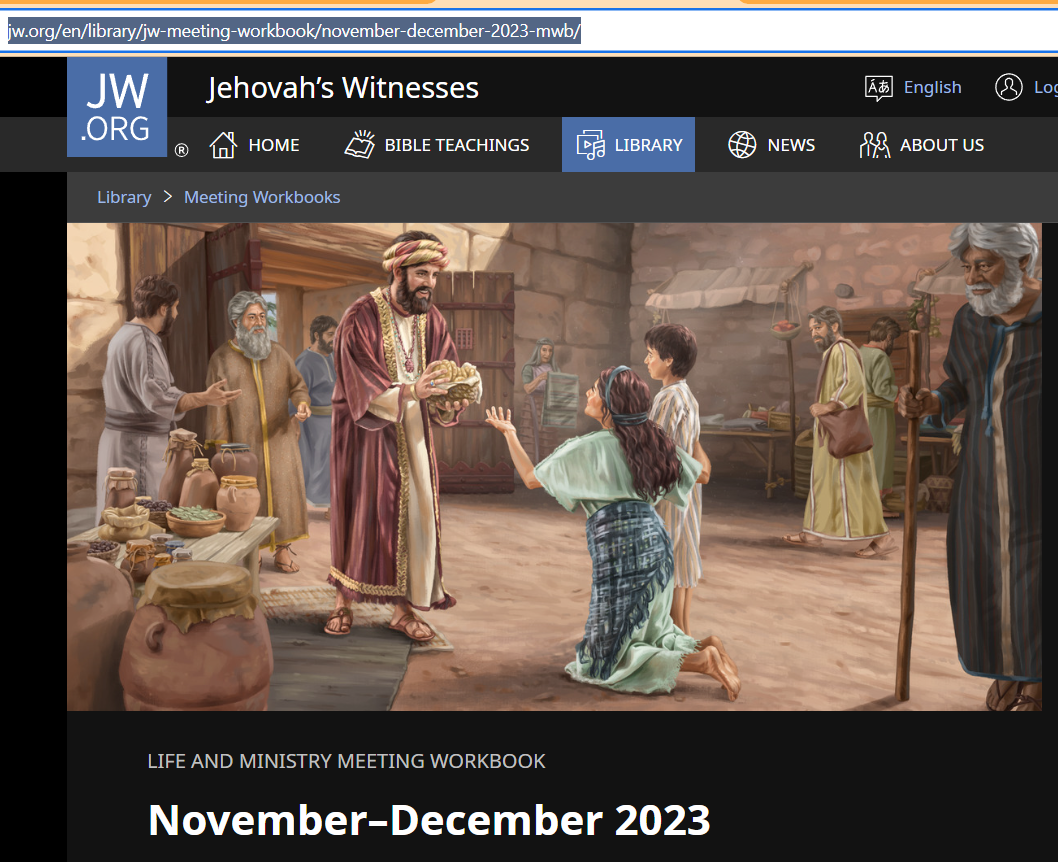 jw.org/en/library/jw-meeting-workbook/november-december-2023-mwb/
JW
.ORG
®
Jehovah’s Witnesses
English
Log
HOME
BIBLE TEACHINGS
LIBRARY
NEWS
ABOUT US
Library > Meeting Workbooks
LIFE AND MINISTRY MEETING WORKBOOK
November–December 2023